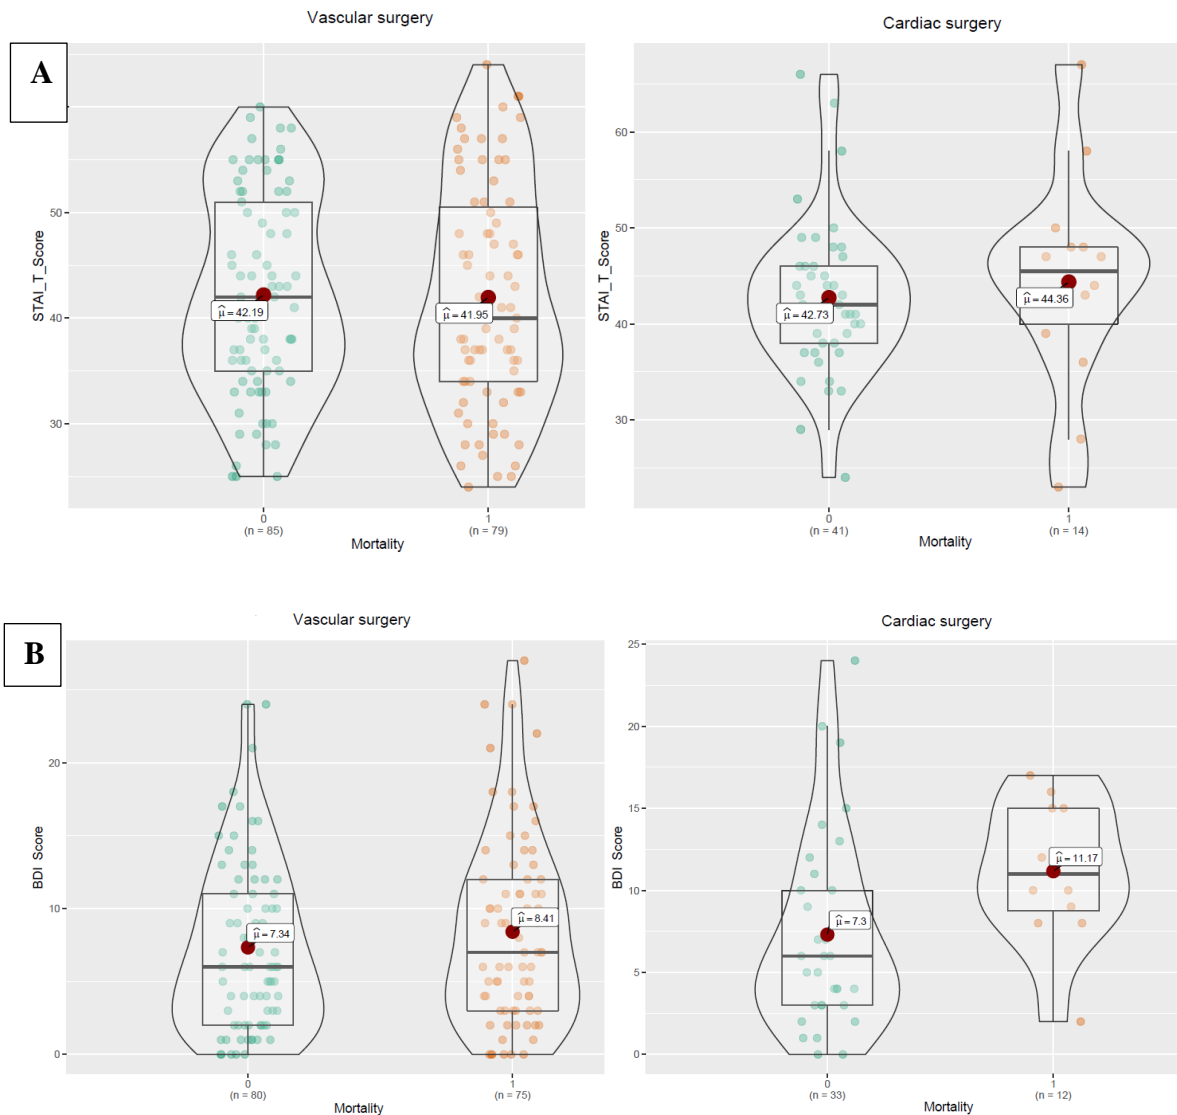 Vascular surgery
Cardiac surgery
A
STAI_T_Score
50
40
30
μ̂ = 42.19
μ̂ = 41.95
0
1
(n = 85)
(n = 79)
Mortality
STAI_T_Score
60
50
40
30
μ̂ = 42.73
μ̂ = 44.36
0
1
(n = 41)
(n = 14)
Mortality
Vascular surgery
Cardiac surgery
B
BDI_Score
20
10
0
μ̂ = 7.34
μ̂ = 8.41
0
1
(n = 80)
(n = 75)
Mortality
BDI_Score
25
20
15
10
5
0
μ̂ = 7.3
μ̂ = 11.17
0
1
(n = 33)
(n = 12)
Mortality